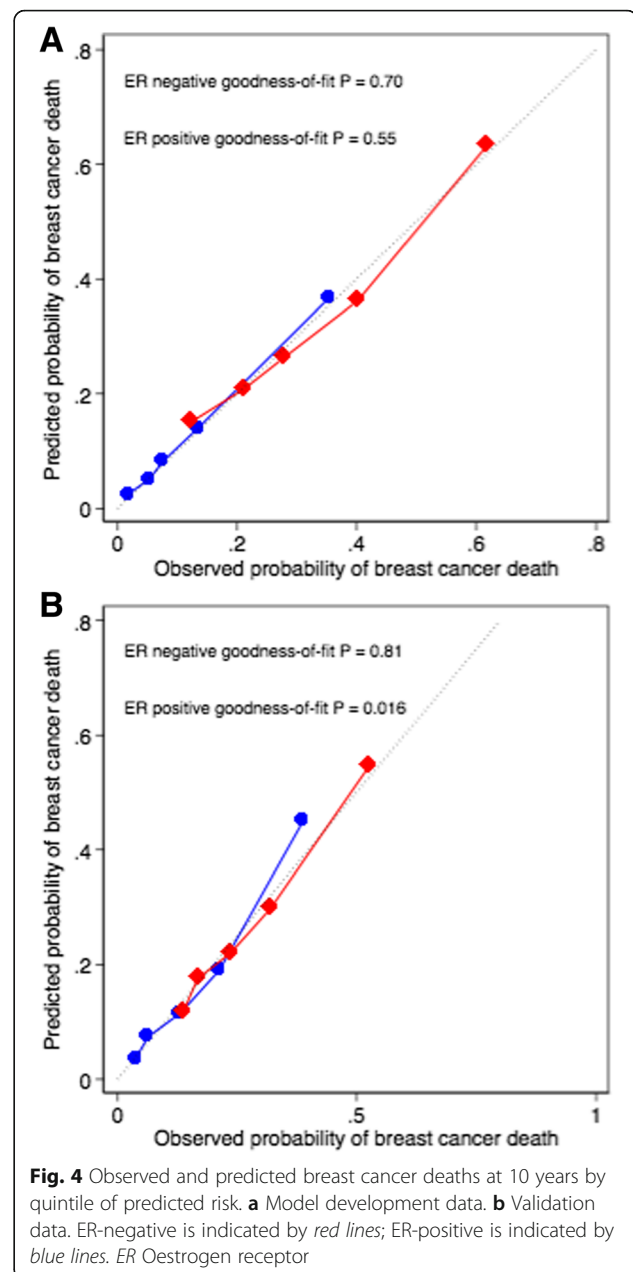 A
.8
ER negative goodness-of-fit P = 0.70
.6
ER positive goodness-of-fit P = 0.55
.4
.2
0
Predicted probability of breast cancer death
0 .2 .4 .6 .8
Observed probability of breast cancer death
B
.8
ER negative goodness-of-fit P = 0.81
ER positive goodness-of-fit P = 0.016
.6
.4
.2
0
Predicted probability of breast cancer death
0 .5 1
Observed probability of breast cancer death
Fig. 4 Observed and predicted breast cancer deaths at 10 years by
quintile of predicted risk. a Model development data. b Validation
data. ER-negative is indicated by red lines; ER-positive is indicated by
blue lines. ER Oestrogen receptor